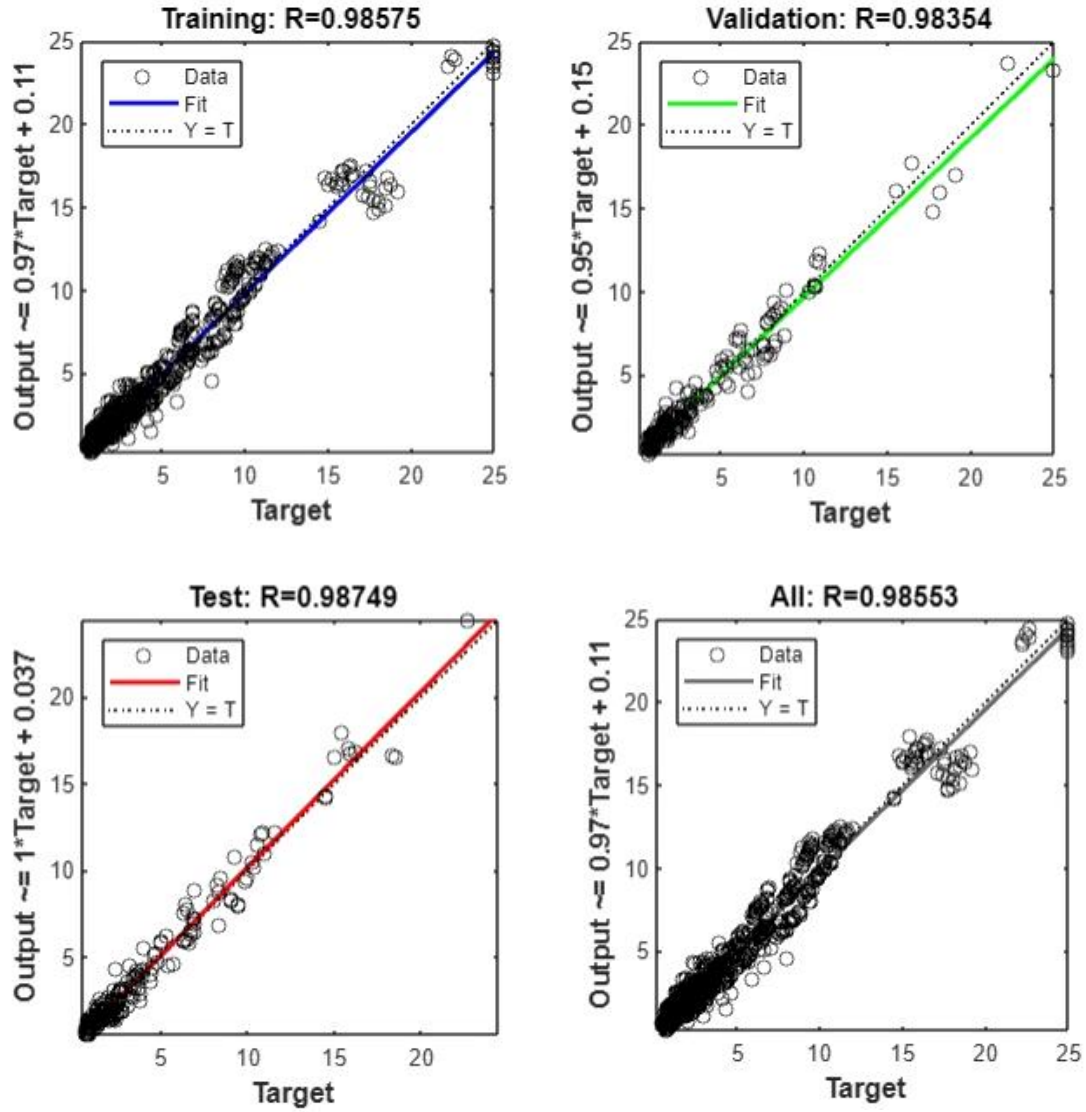 Training: R=0.98575
Output ~= 0.97*Target + 0.11
25
20
15
10
5
Data
Fit
Y = T
5 10 15 20 25
Target
Validation: R=0.98354
Output ~= 0.95*Target + 0.15
25
20
15
10
5
Data
Fit
Y = T
5 10 15 20 25
Target
Test: R=0.98749
Output ~= 1*Target + 0.037
20
15
10
5
Data
Fit
Y = T
5 10 15 20
Target
All: R=0.98553
Output ~= 0.97*Target + 0.11
25
20
15
10
5
Data
Fit
Y = T
5 10 15 20 25
Target